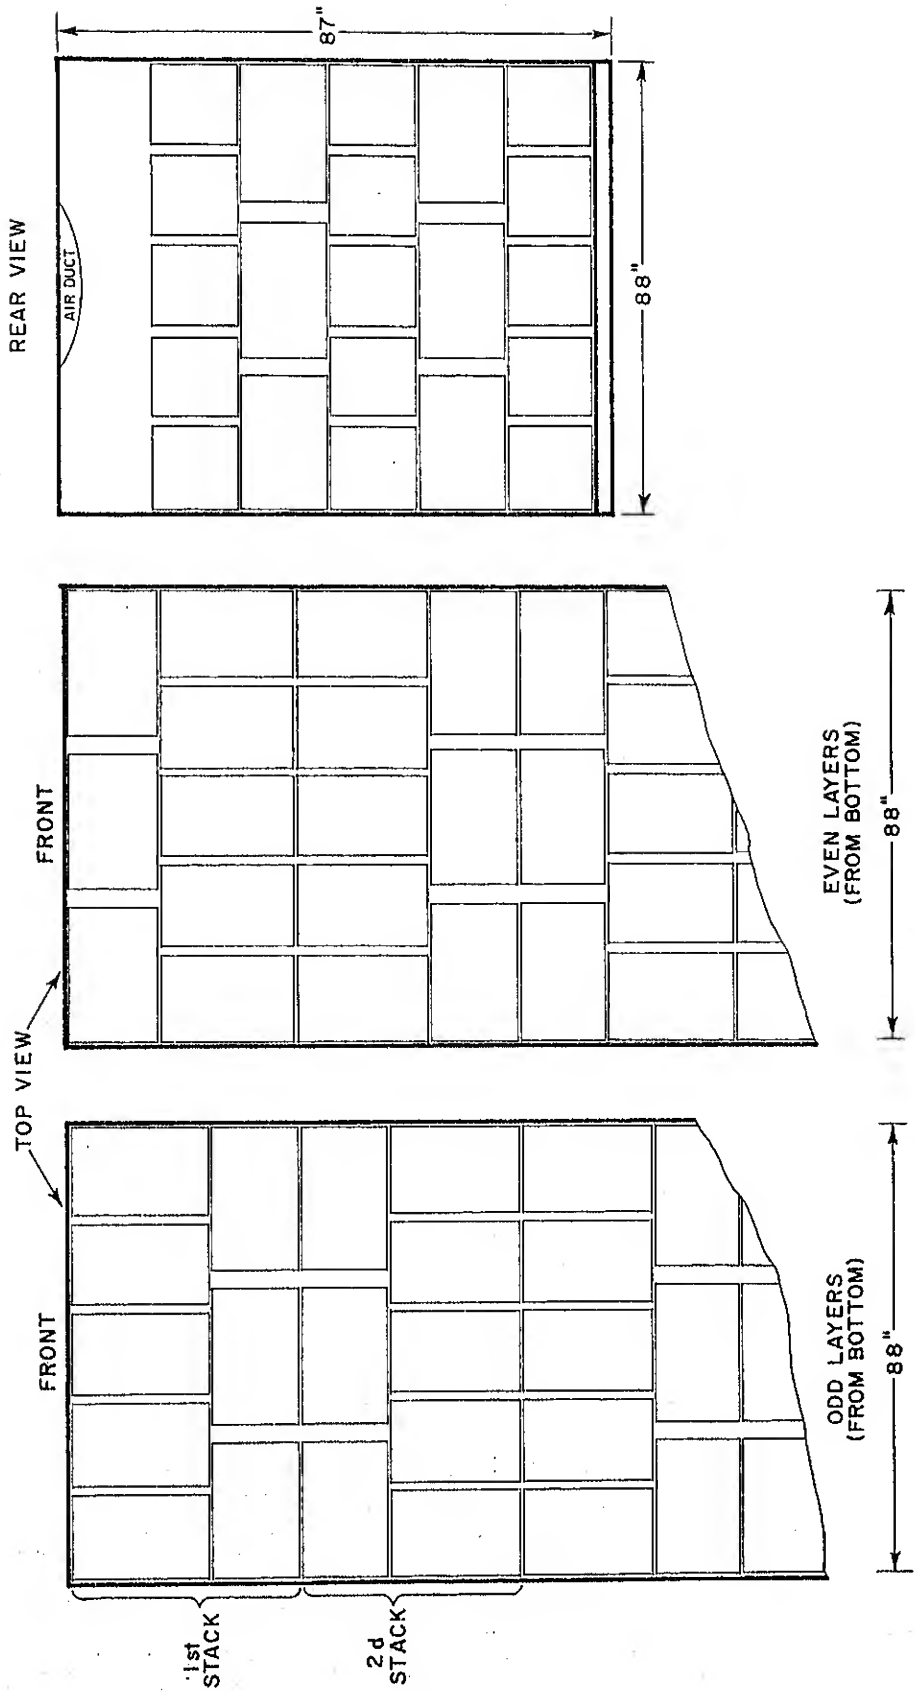 REAR VIEW
AIR DUCT
87"
88"
TOP VIEW
FRONT
EVEN LAYERS
(FROM BOTTOM)
88"
FRONT
1st
STACK
2d
STACK
ODD LAYERS
(FROM BOTTOM)
88"